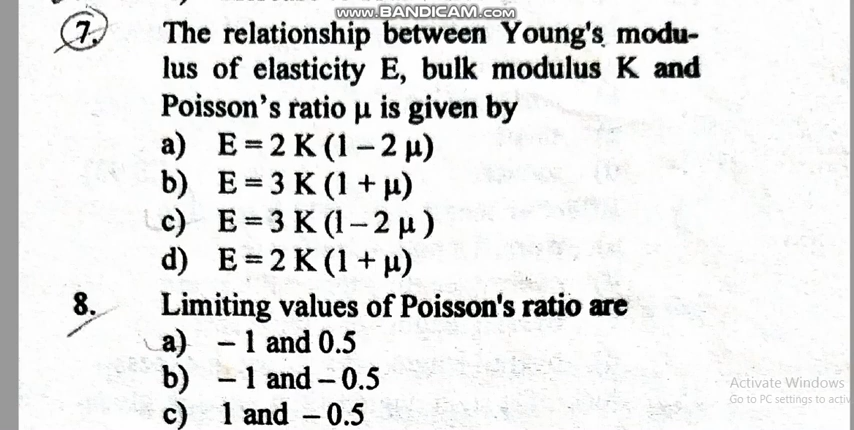 www.BANDICAM.com
7. The relationship between Young's modu-
lus of elasticity E, bulk modulus K and
Poisson's ratio μ is given by
a) E = 2 K (1 – 2 μ)
b) E = 3 K (1 + μ)
c) E = 3 K (1 – 2 μ)
d) E = 2 K (1 + μ)
8. Limiting values of Poisson's ratio are
a) – 1 and 0.5
b) – 1 and – 0.5
c) 1 and – 0.5
Activate Windows
Go to PC settings to activ